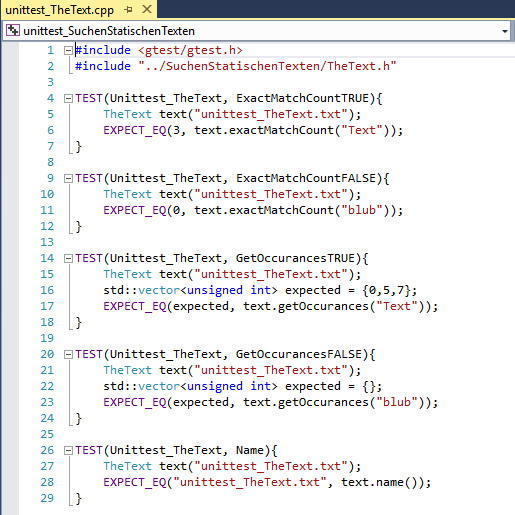 unittest_TheText.cpp
unittest_SuchenStatischenTexten
1 #include <gtest/gtest.h>
2 #include "../SuchenStatischenTexten/TheText.h"
3
4 TEST(Unittest_TheText, ExactMatchCountTRUE){
5 TheText text("unittest_TheText.txt");
6 EXPECT_EQ(3, text.exactMatchCount("Text"));
7 }
8
9 TEST(Unittest_TheText, ExactMatchCountFALSE){
10 TheText text("unittest_TheText.txt");
11 EXPECT_EQ(0, text.exactMatchCount("blub"));
12 }
13
14 TEST(Unittest_TheText, GetOccurancesTRUE){
15 TheText text("unittest_TheText.txt");
16 std::vector<unsigned int> expected = {0,5,7};
17 EXPECT_EQ(expected, text.getOccurances("Text"));
18 }
19
20 TEST(Unittest_TheText, GetOccurancesFALSE){
21 TheText text("unittest_TheText.txt");
22 std::vector<unsigned int> expected = {};
23 EXPECT_EQ(expected, text.getOccurances("blub"));
24 }
25
26 TEST(Unittest_TheText, Name){
27 TheText text("unittest_TheText.txt");
28 EXPECT_EQ("unittest_TheText.txt", text.name());
29 }